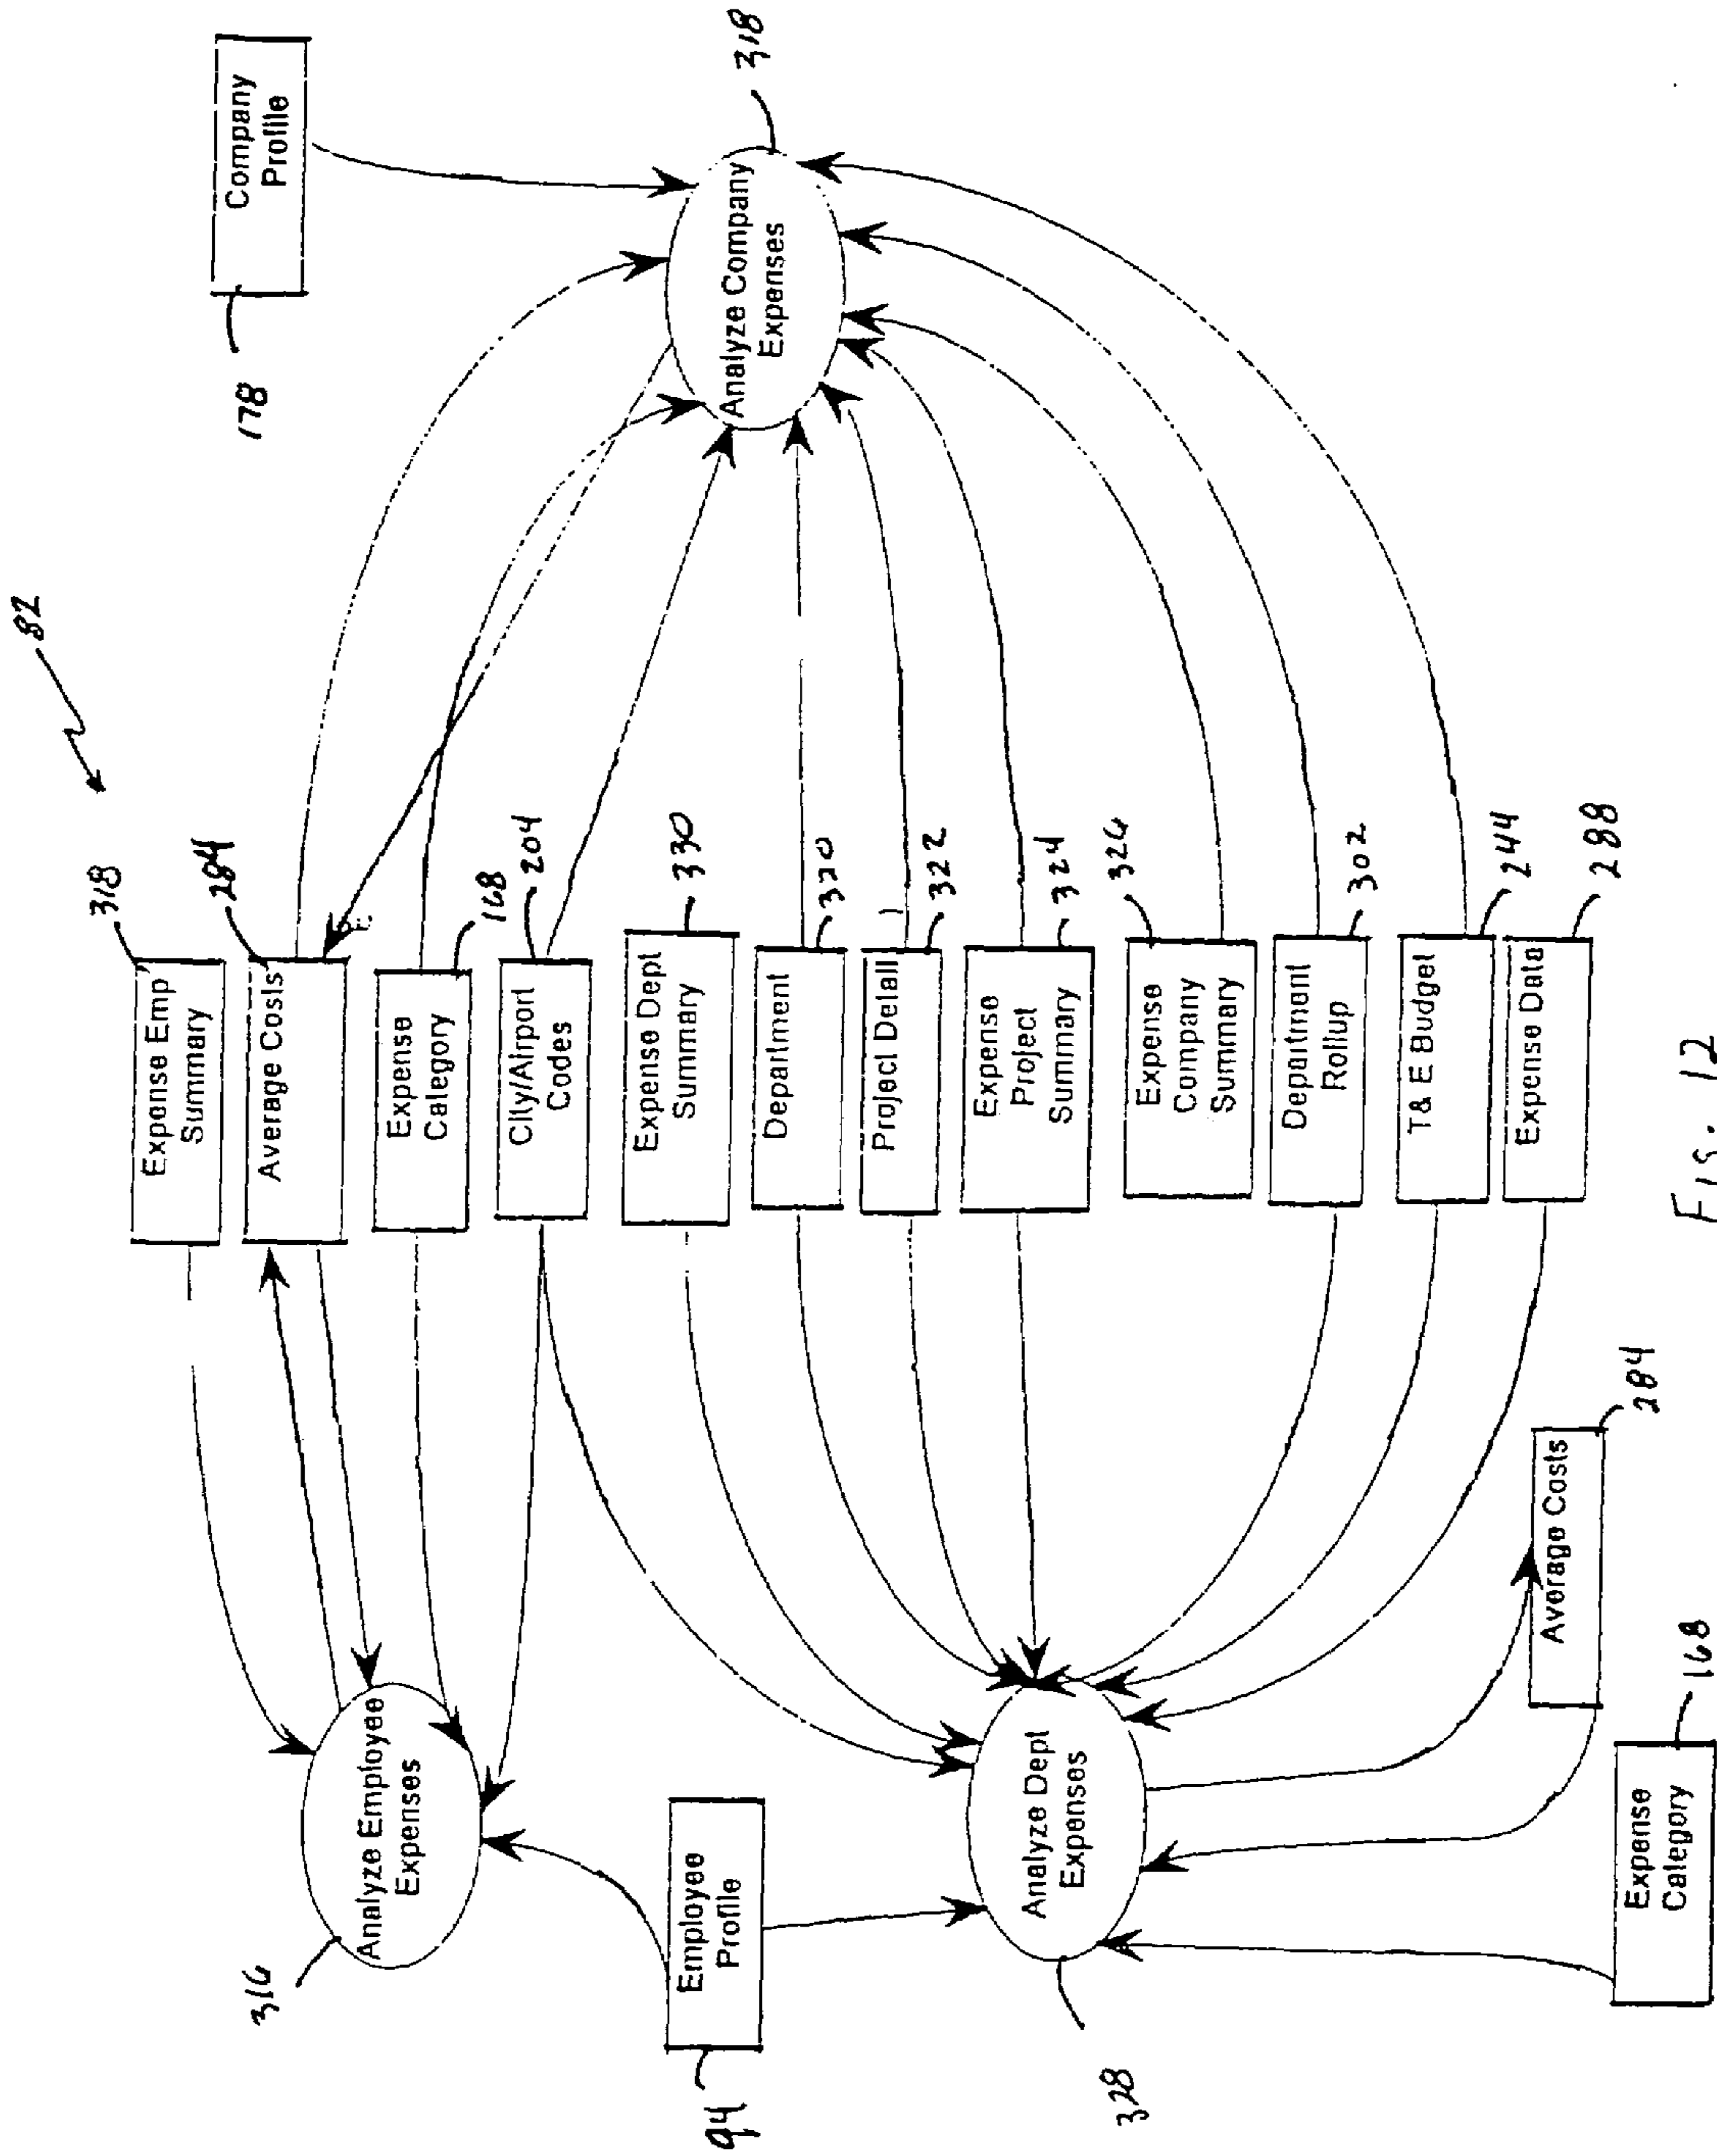 82
318
Expense Emp'
Summary
284
Average Costs
Expense
Category
168
City/Airport
Codes
204
Expense Dept
Summary
330
Department
320
Project Detail
322
Expense
Project
Summary
324
Expense
Company
Summary
326
Department
Rollup
302
T& E Budget
244
Expense Data
288
Company
Profile
178
Analyze Company
Expenses
318
316
Analyze Employee
Expenses
Employee
Profile
94
Analyze Dept
Expenses
328
Average Costs
284
Expense
Category
168
Fig. 12